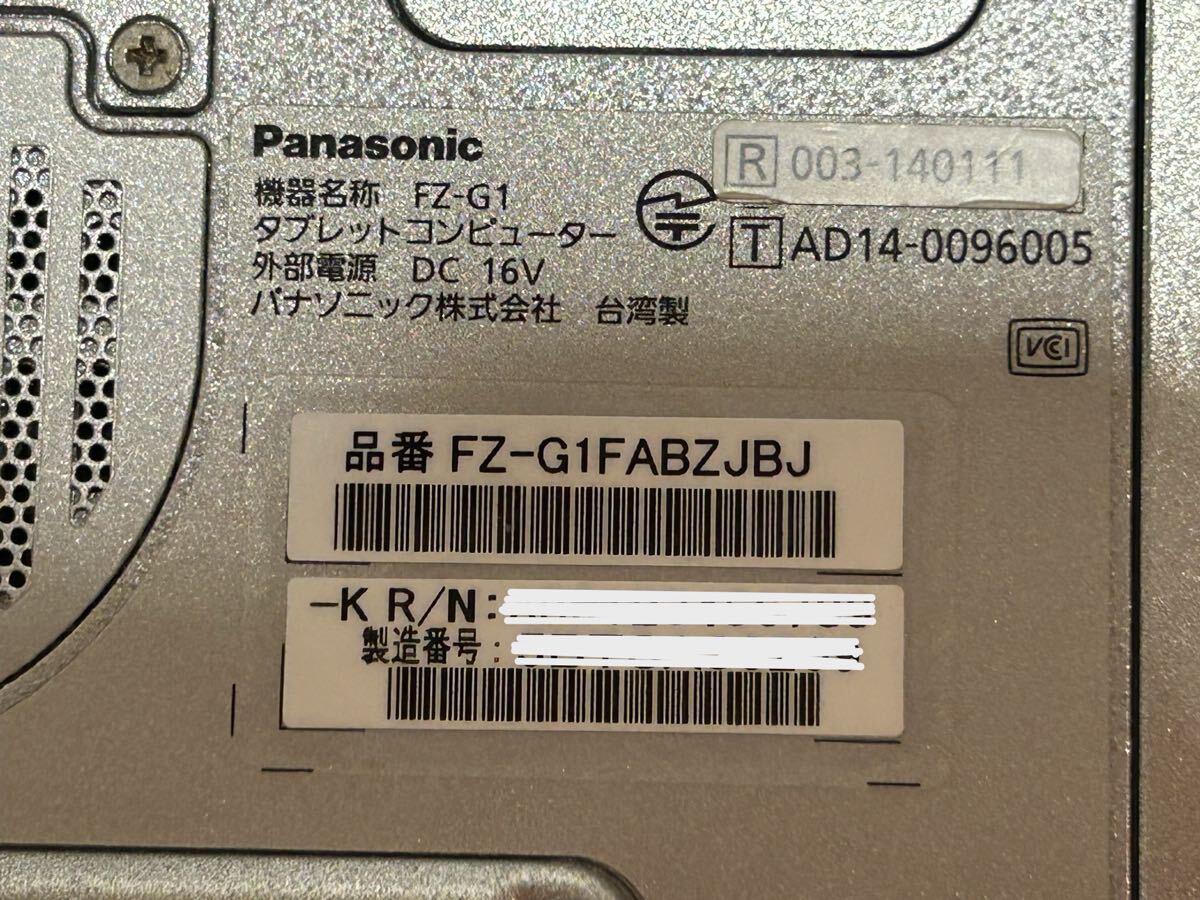 Panasonic
機器名称 FZ-G1
タブレットコンピューター
外部電源 DC 16V
パナソニック株式会社 台湾製
R 003-140111
T AD14-0096005
VCI
品番 FZ-G1FABZJBJ
-K R/N:
製造番号: